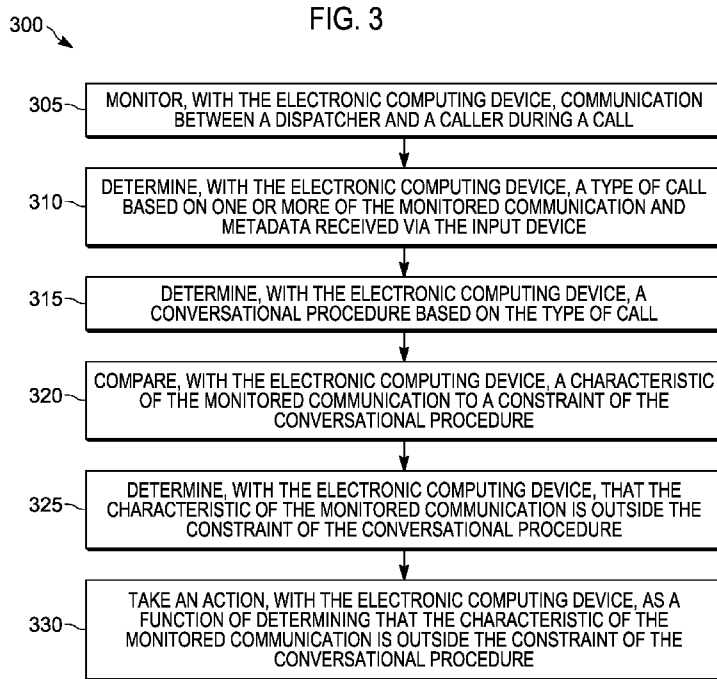 FIG. 3
300
305
MONITOR, WITH THE ELECTRONIC COMPUTING DEVICE, COMMUNICATION
BETWEEN A DISPATCHER AND A CALLER DURING A CALL
310
DETERMINE, WITH THE ELECTRONIC COMPUTING DEVICE, A TYPE OF CALL
BASED ON ONE OR MORE OF THE MONITORED COMMUNICATION AND
METADATA RECEIVED VIA THE INPUT DEVICE
315
DETERMINE, WITH THE ELECTRONIC COMPUTING DEVICE, A
CONVERSATIONAL PROCEDURE BASED ON THE TYPE OF CALL
320
COMPARE, WITH THE ELECTRONIC COMPUTING DEVICE, A CHARACTERISTIC
OF THE MONITORED COMMUNICATION TO A CONSTRAINT OF THE
CONVERSATIONAL PROCEDURE
325
DETERMINE, WITH THE ELECTRONIC COMPUTING DEVICE, THAT THE
CHARACTERISTIC OF THE MONITORED COMMUNICATION IS OUTSIDE THE
CONSTRAINT OF THE CONVERSATIONAL PROCEDURE
330
TAKE AN ACTION, WITH THE ELECTRONIC COMPUTING DEVICE, AS A
FUNCTION OF DETERMINING THAT THE CHARACTERISTIC OF THE
MONITORED COMMUNICATION IS OUTSIDE THE CONSTRAINT OF THE
CONVERSATIONAL PROCEDURE